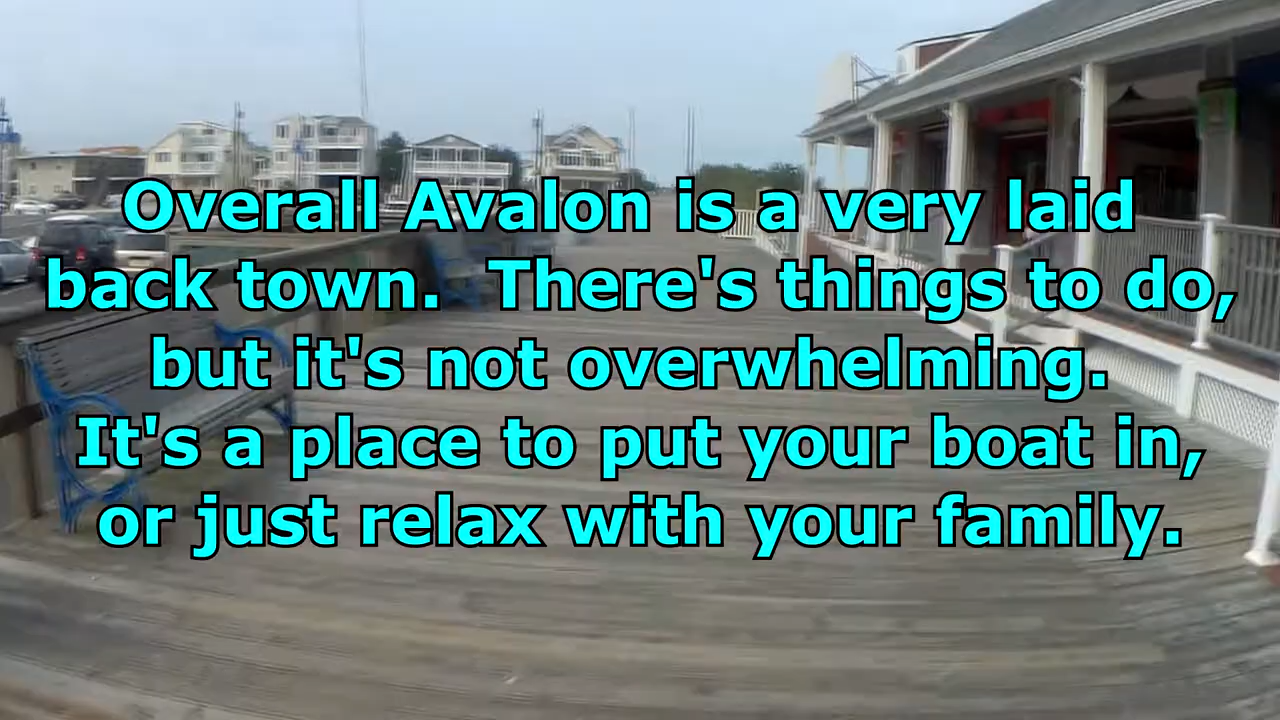 Overall Avalon is a very laid
back town.  There's things to do,
but it's not overwhelming.
It's a place to put your boat in,
or just relax with your family.